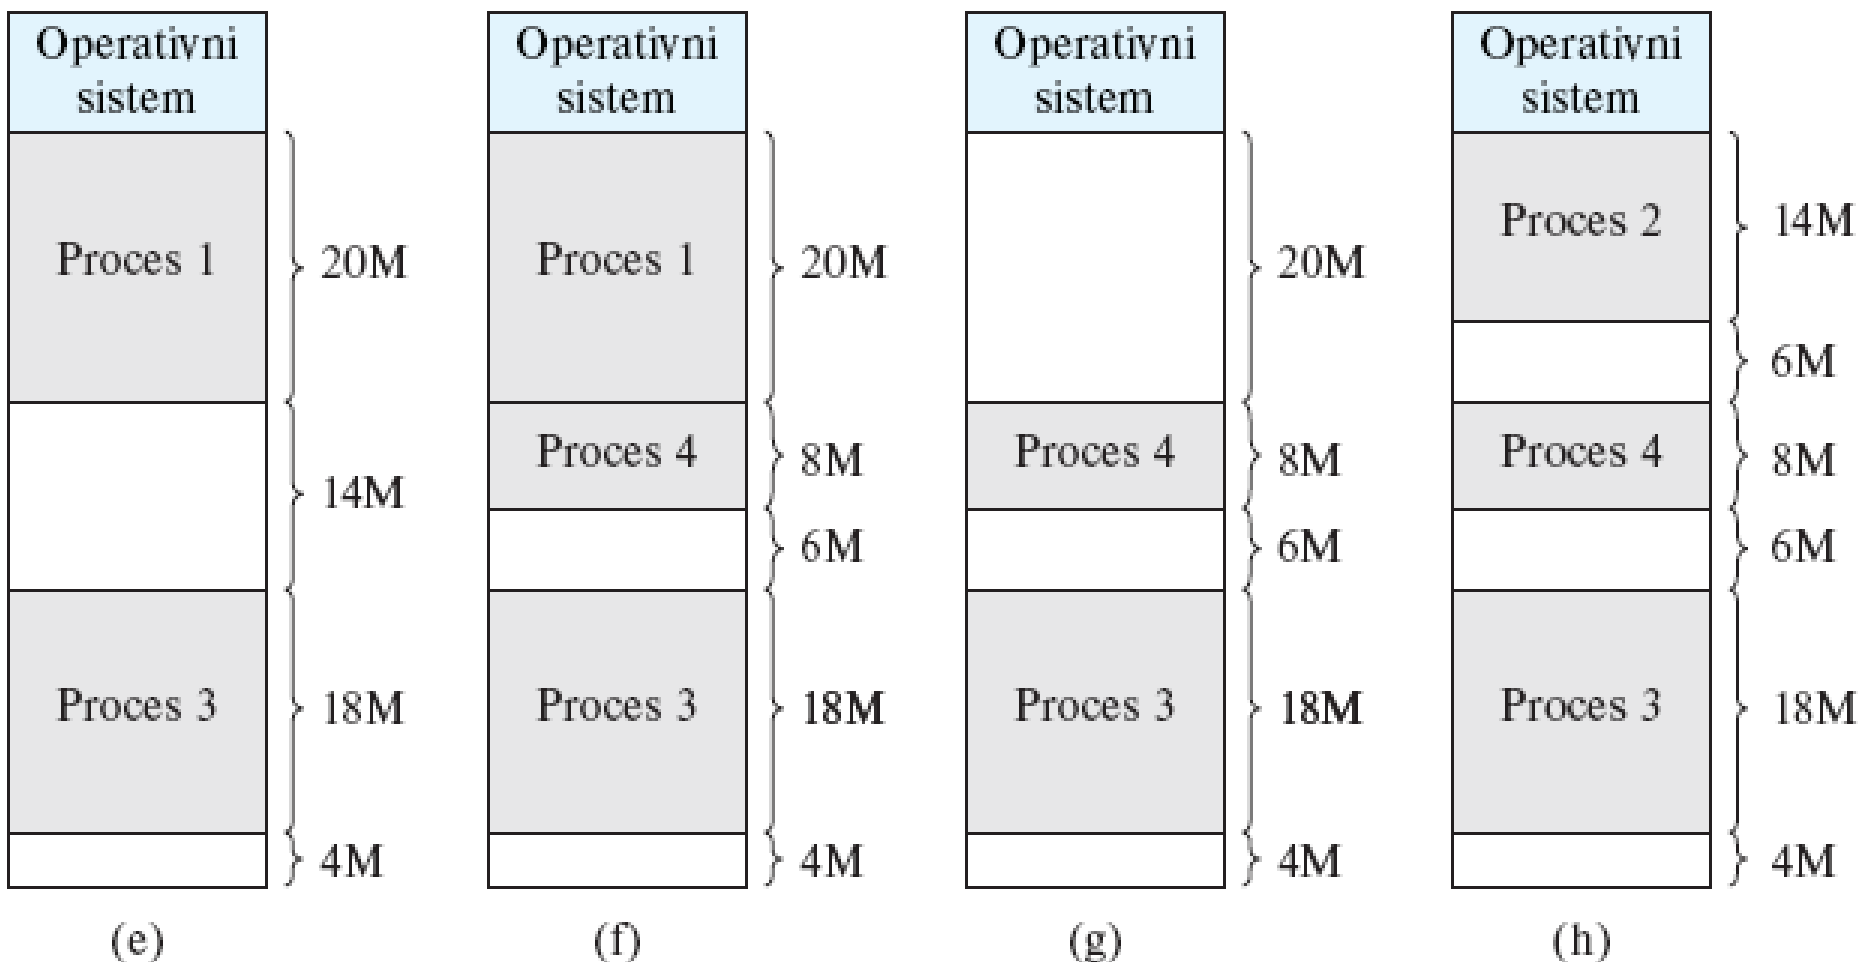 Operativni
sistem
Proces 1
20M
14M
Proces 3
18M
4M
(e)
Operativni
sistem
Proces 1
20M
Proces 4
8M
6M
Proces 3
18M
4M
(f)
Operativni
sistem
20M
Proces 4
8M
6M
Proces 3
18M
4M
(g)
Operativni
sistem
Proces 2
14M
6M
Proces 4
8M
6M
Proces 3
18M
4M
(h)